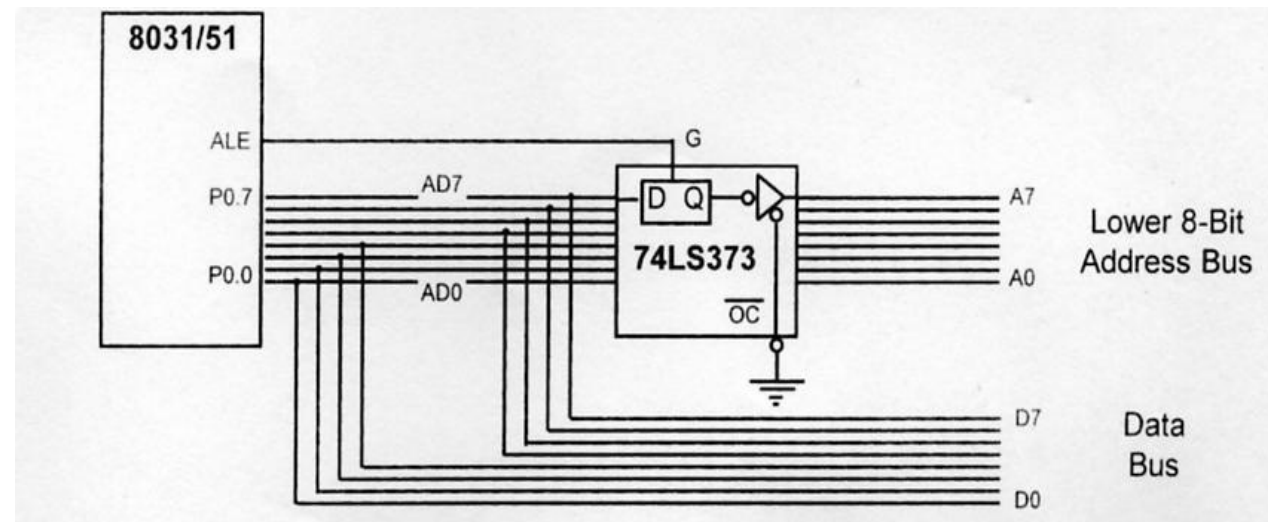 8031/51
ALE
G
P0.7
AD7
D Q
A7
Lower 8-Bit
Address Bus
74LS373
P0.0
AD0
A0
OC
D7
Data
Bus
D0